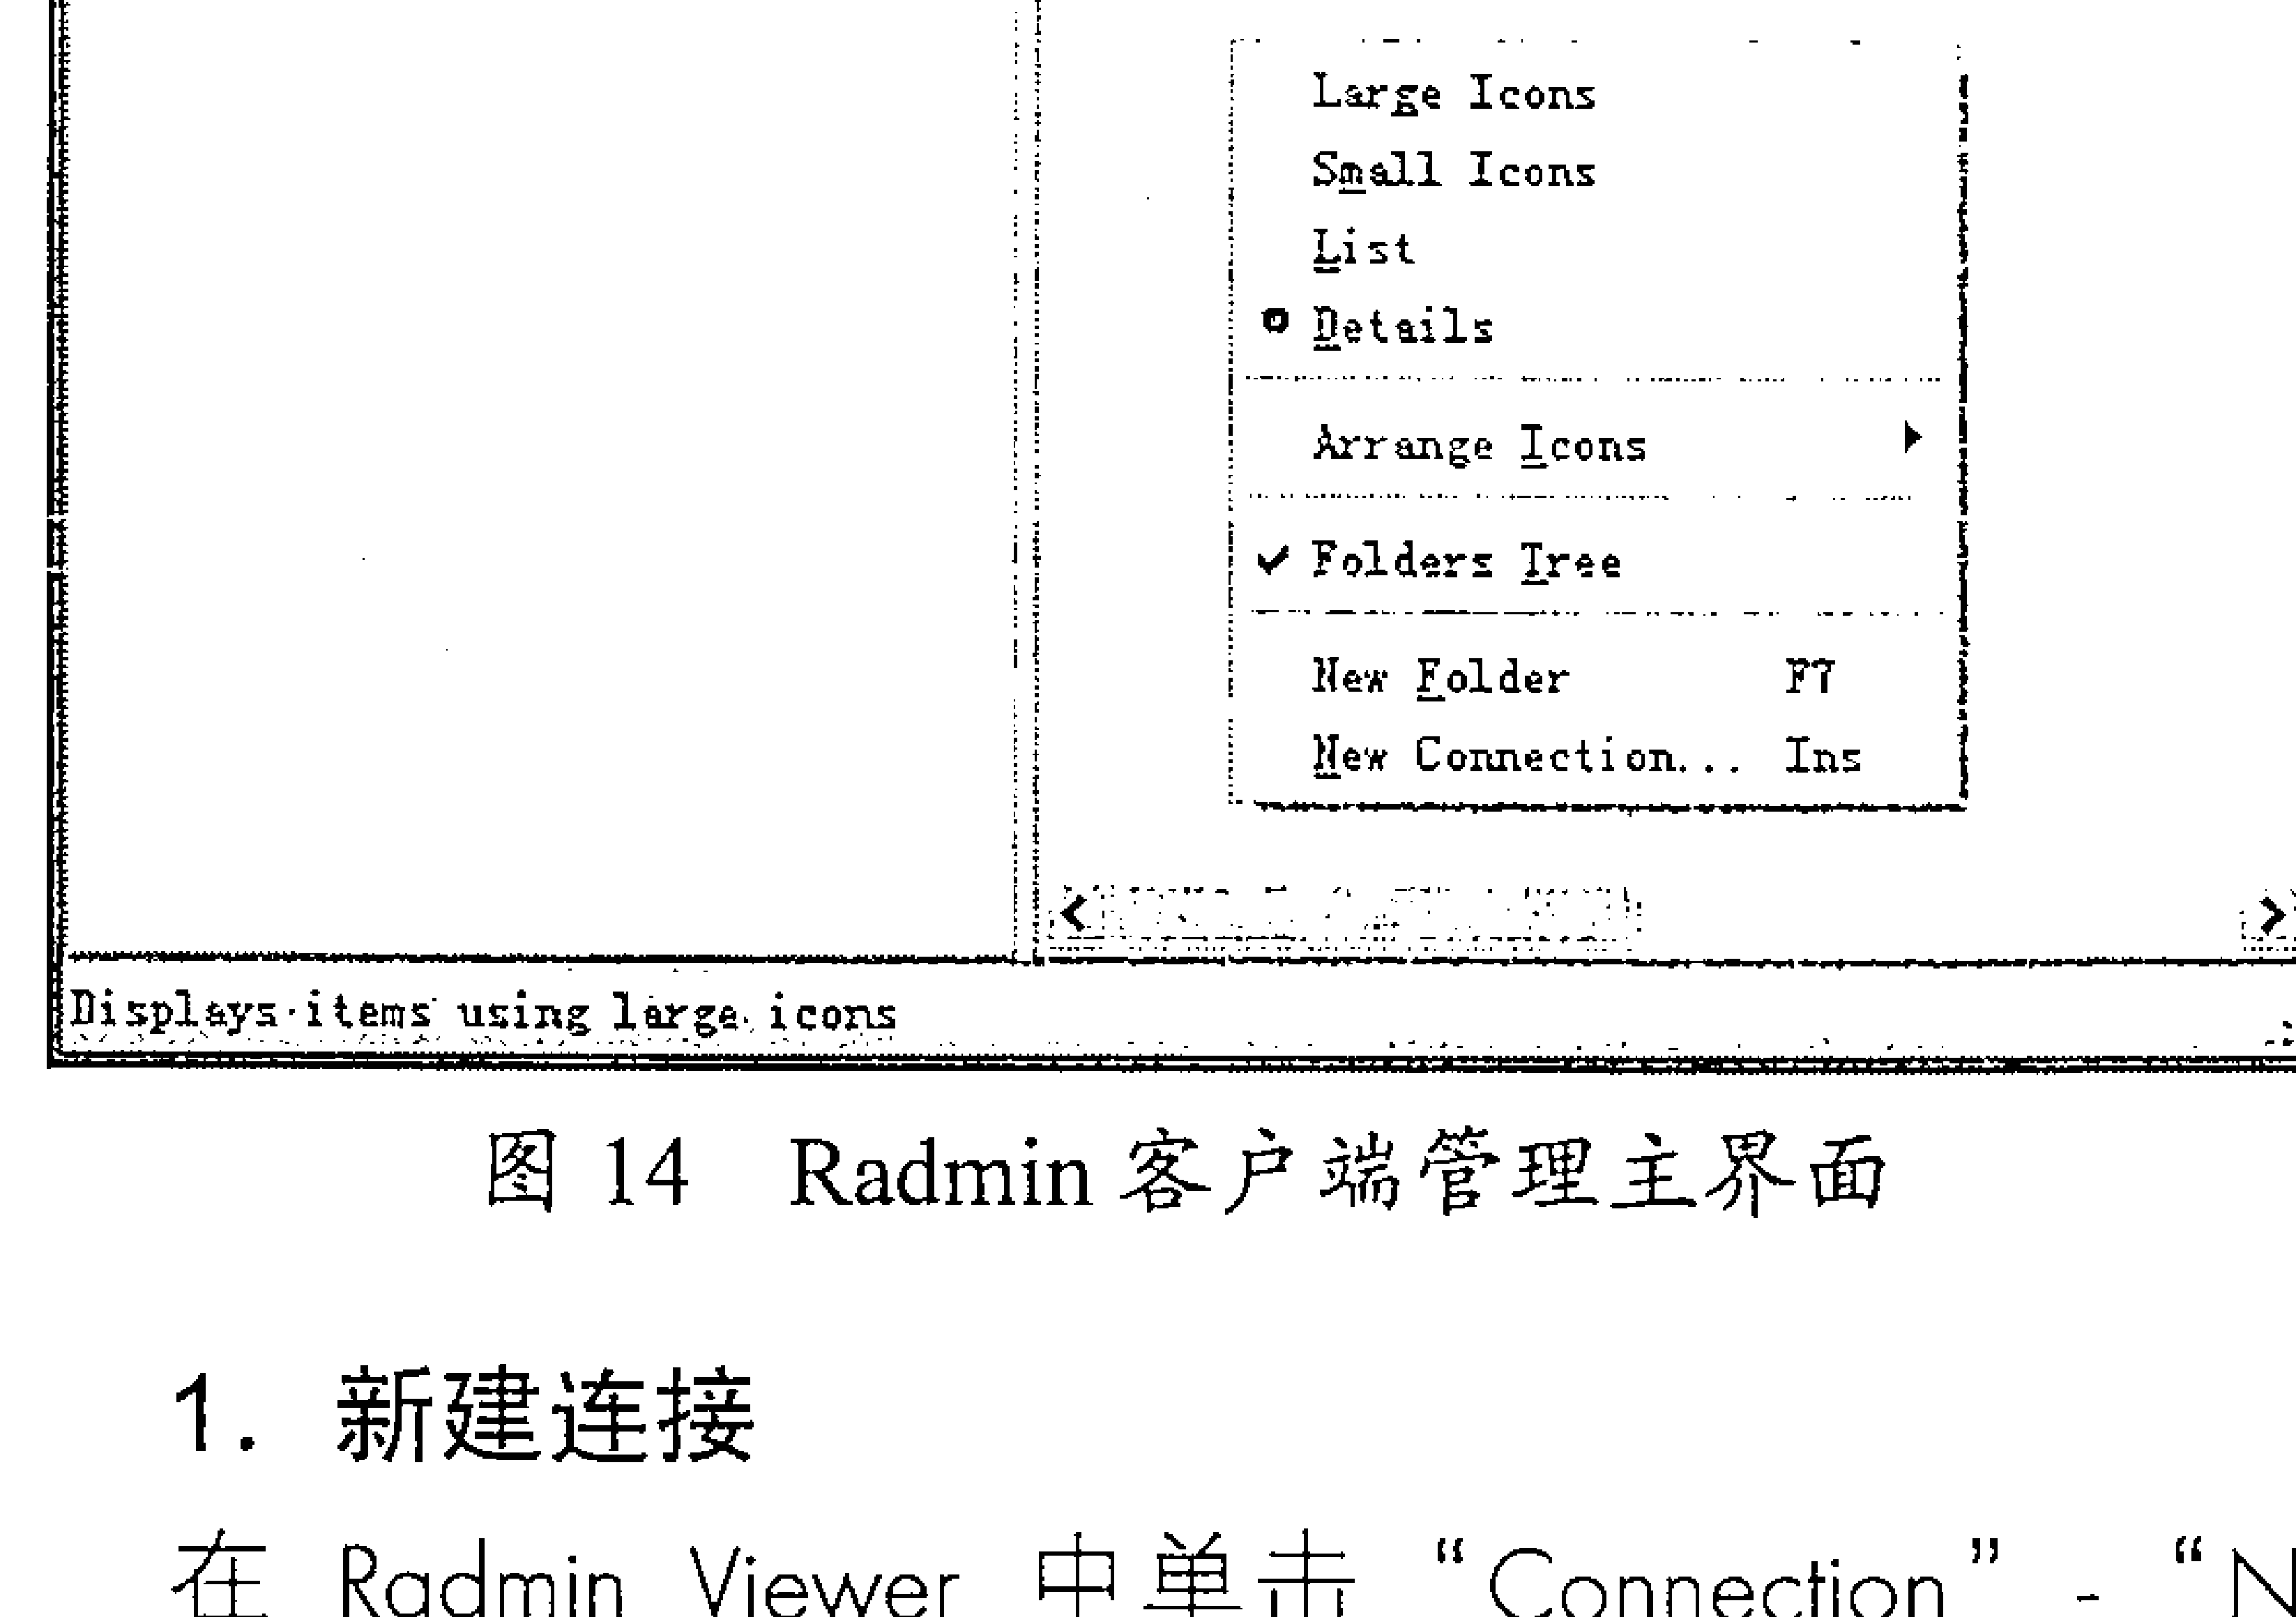 Large Icons
Small Icons
List
Details
Arrange Icons
Folders Tree
New Folder F7
New Connection... Ins
Displays items using large icons
图 14 Radmin 客户端管理主界面
1. 新建连接
在 Radmin Viewer 中单击 “Connection” - “N